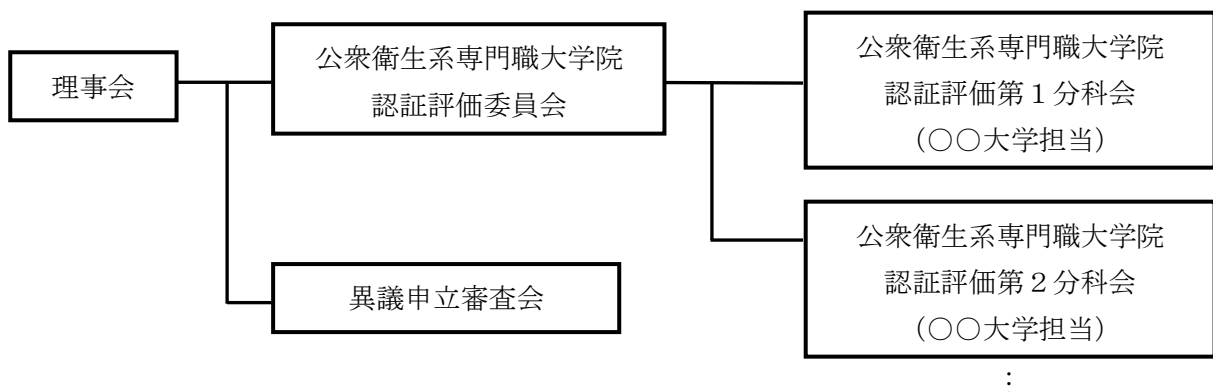 理事会
公衆衛生系専門職大学院
認証評価委員会
異議申立審査会
公衆衛生系専門職大学院
認証評価第１分科会
（○○大学担当）
公衆衛生系専門職大学院
認証評価第２分科会
（○○大学担当）
：